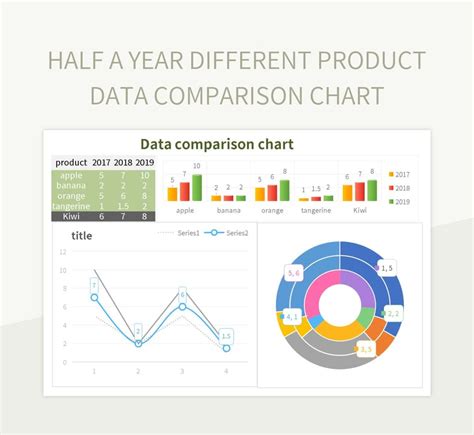 HALF A YEAR DIFFERENT PRODUCT
DATA COMPARISON CHART
Data comparison chart
product 2017 2018 2019
apple 5 7 10
banana 2 2 2
orange 5 6 8
tangerine 1 1.5 2
Kiwi 6 7 8
5 7 10
2 2 2
5 6 8
1 1.5 2
6 7 8
apple banana orange tangerine Kiwi
2017
2018
2019
title
Series1 Series2
12
10
8
6
4
2
0
7
2
6
1.5
1 2 3 4
5, 6
1, 5
4, 1
2, 2